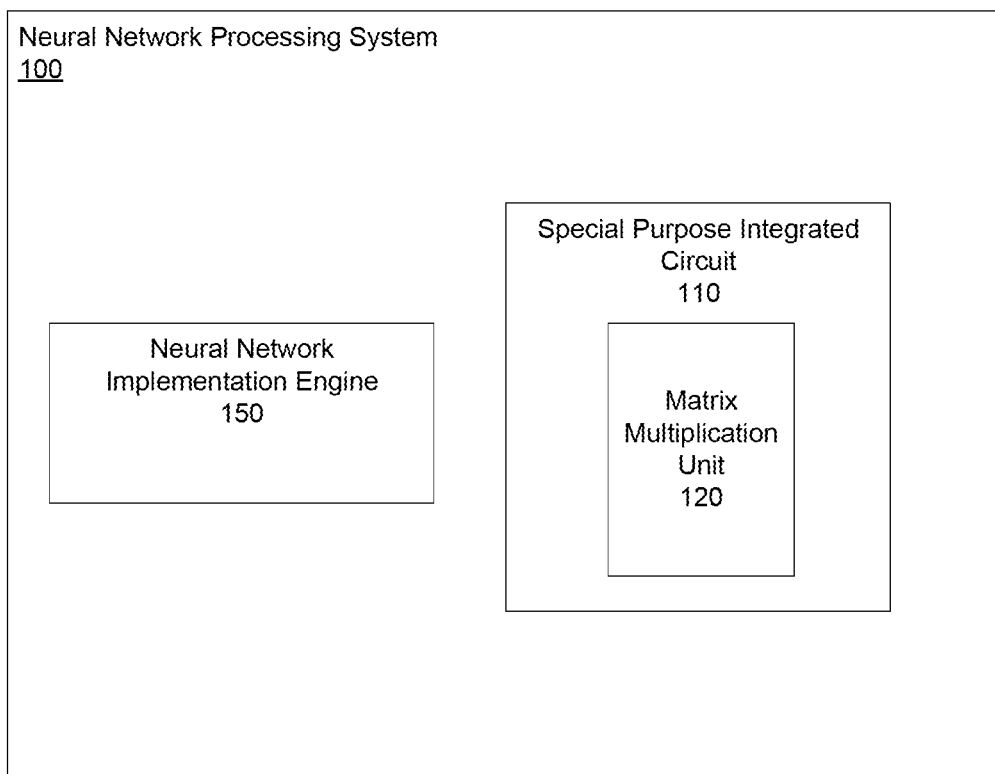 Neural Network Processing System
100
Special Purpose Integrated
Circuit
110
Neural Network
Implementation Engine
150
Matrix
Multiplication
Unit
120